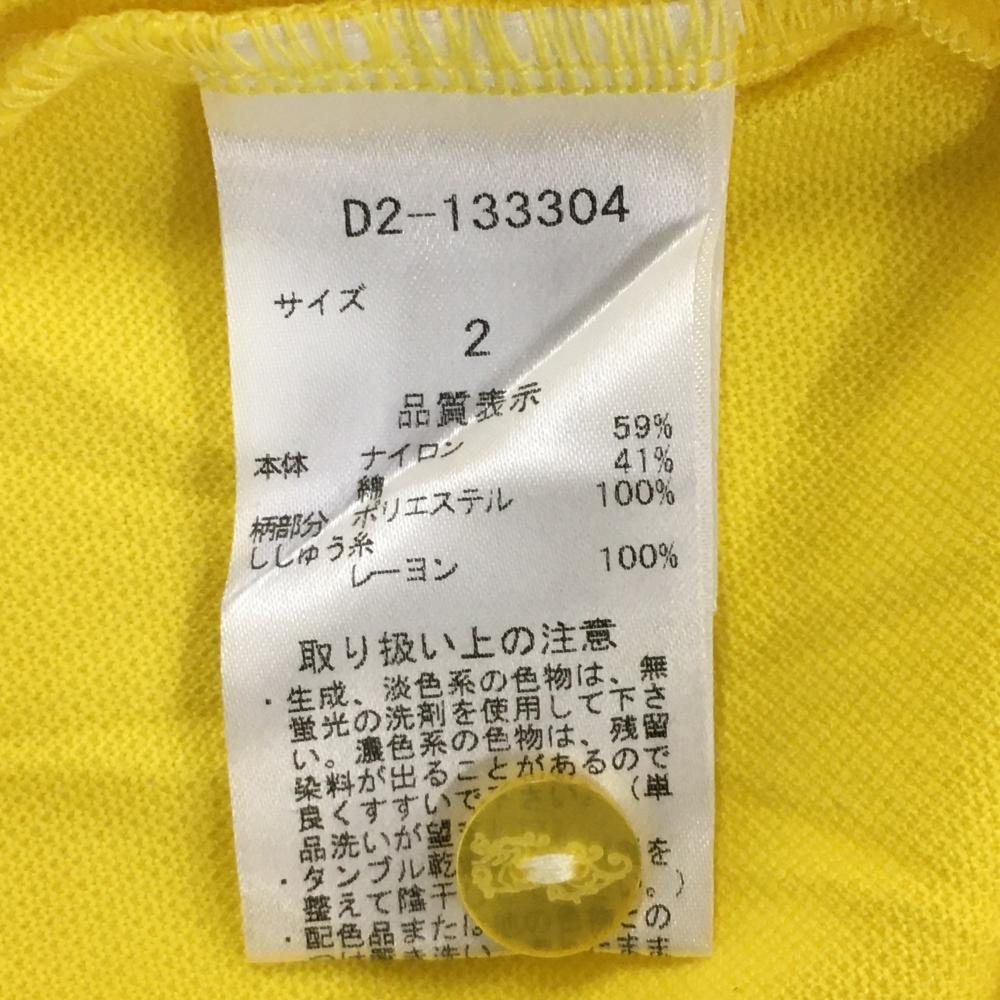 D2-133304
サイズ
2
品質表示
本体 ナイロン 59%
綿 41%
柄部分 ポリエステル 100%
ししゅう糸
レーヨン 100%
取り扱い上の注意
・生成、淡色系の色物は、無
蛍光の洗剤を使用して下さ
い。濃色系の色物は、残留
染料が出ることがあるので
良くすすいで （単
品洗いが望 を
・タンブル乾 。）
整えて陰干 の
・配色品または